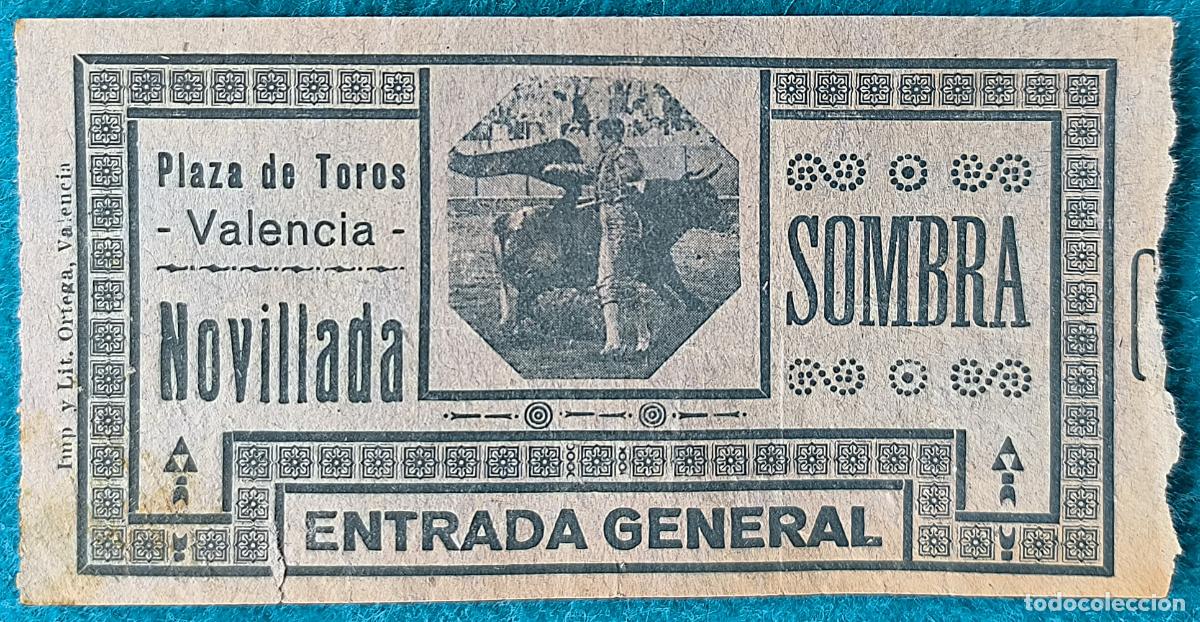 Plaza de Toros
- Valencia -
Novillada
SOMBRA
ENTRADA GENERAL
Imp y Lit. Ortega, Valencia
todocoleccion